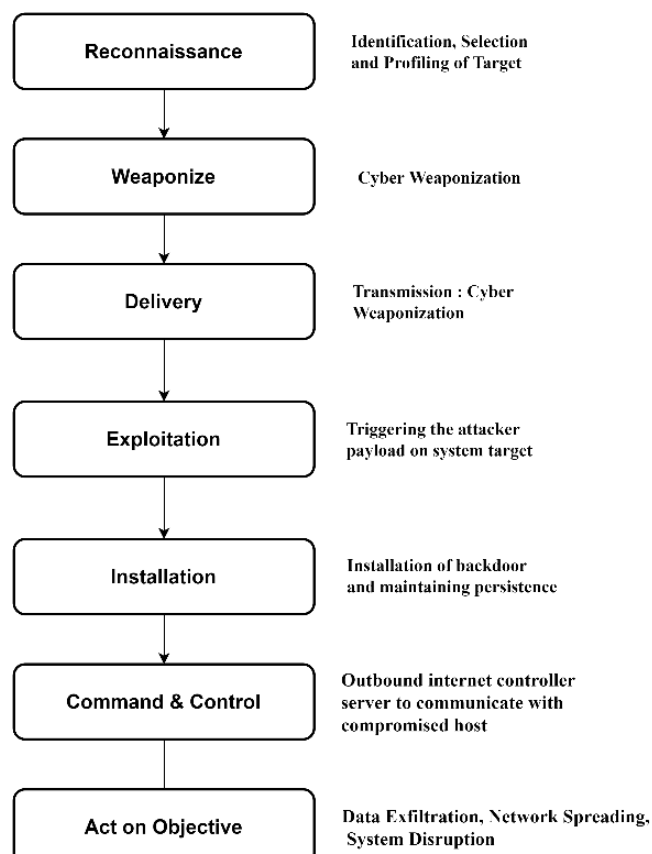 Reconnaissance
Identification, Selection
and Profiling of Target
Weaponize
Cyber Weaponization
Delivery
Transmission : Cyber
Weaponization
Exploitation
Triggering the attacker
payload on system target
Installation
Installation of backdoor
and maintaining persistence
Command & Control
Outbound internet controller
server to communicate with
compromised host
Act on Objective
Data Exfiltration, Network Spreading,
System Disruption